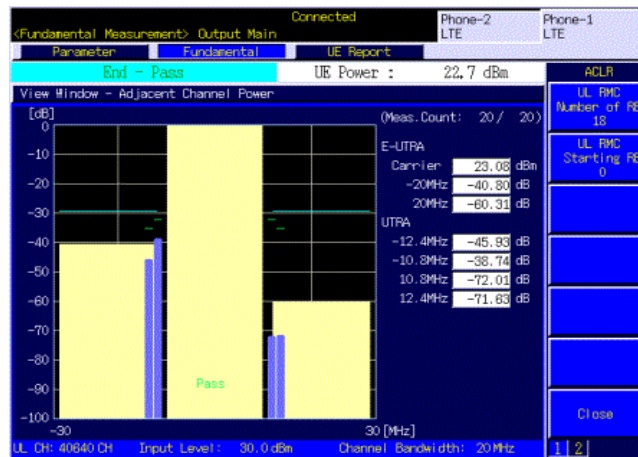 Connected
Phone-2
LTE
Phone-1
LTE
<Fundamental Measurement> Output Main
Parameter
Fundamental
UE Report
End - Pass
UE Power : 22.7 dBm
ACLR
View Window - Adjacent Channel Power
UL RMC
Number of RB
18
UL RMC
Starting RB
0
[dB]
(Meas.Count: 20/ 20)
0
-10
-20
-30
-40
-50
-60
-70
-80
-90
-100
E-UTRA
Carrier 23.08 dBm
-20MHz -40.80 dB
20MHz -60.31 dB
UTRA
-12.4MHz -45.93 dB
-10.8MHz -38.74 dB
10.8MHz -72.01 dB
12.4MHz -71.63 dB
Pass
-30
30 [MHz]
Close
UL CH: 40640 CH Input Level: 30.0 dBm Channel Bandwidth: 20 MHz
1 2